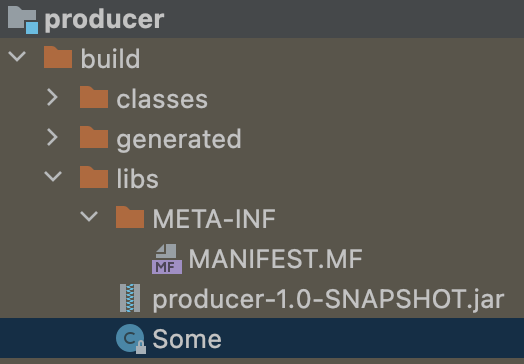 producer
build
classes
generated
libs
META-INF
MF MANIFEST.MF
producer-1.0-SNAPSHOT.jar
C Some